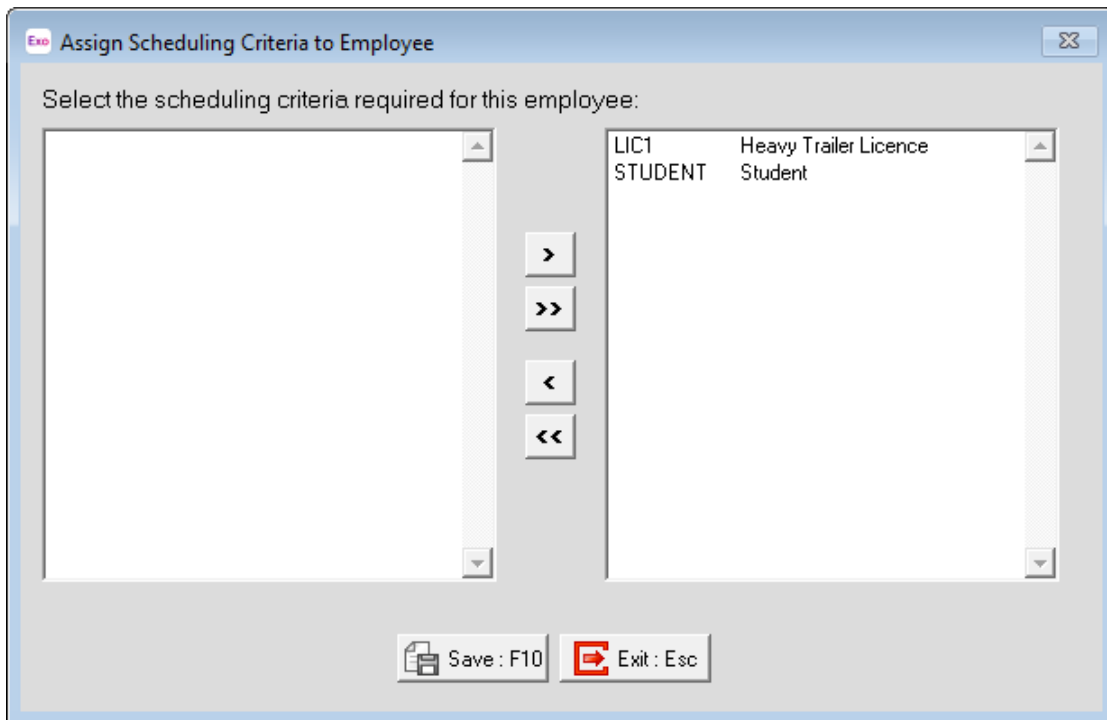 Exo Assign Scheduling Criteria to Employee
Select the scheduling criteria required for this employee:
LIC1 Heavy Trailer Licence
STUDENT Student
>
>>
<
<<
Save : F10 Exit : Esc